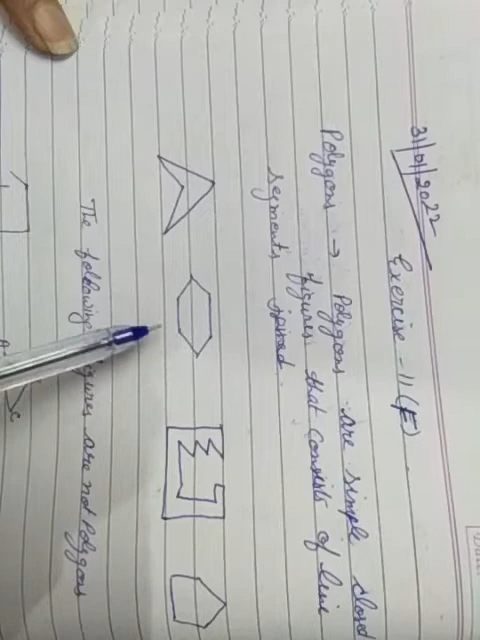 31/01/2022
Exercise - 11 (E)
Polygons → Polygons are simple closed
figures that consists of line
segments joined.
The following figures are not polygons
C